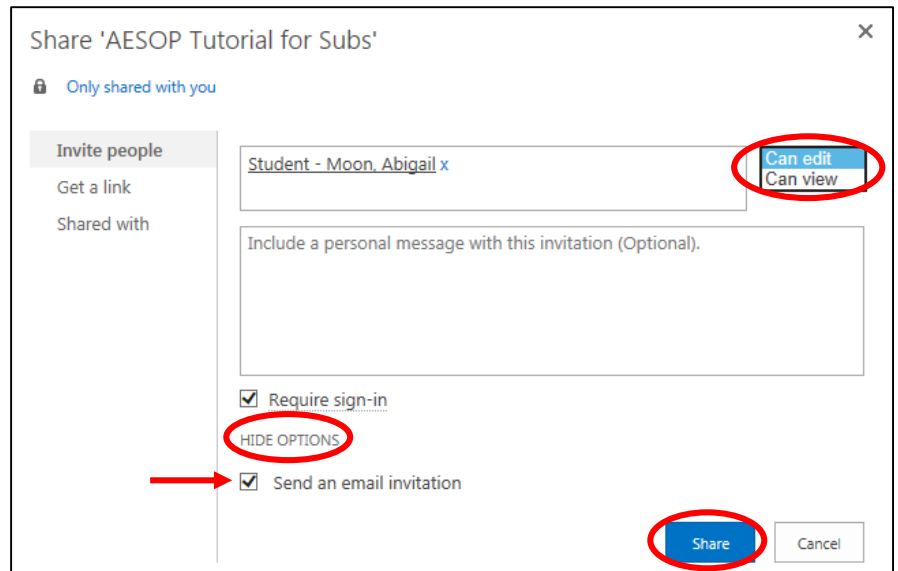 Share 'AESOP Tutorial for Subs'
Only shared with you
Invite people
Get a link
Shared with
Student - Moon, Abigail x
Can edit
Can view
Include a personal message with this invitation (Optional).
Require sign-in
HIDE OPTIONS
Send an email invitation
Share
Cancel